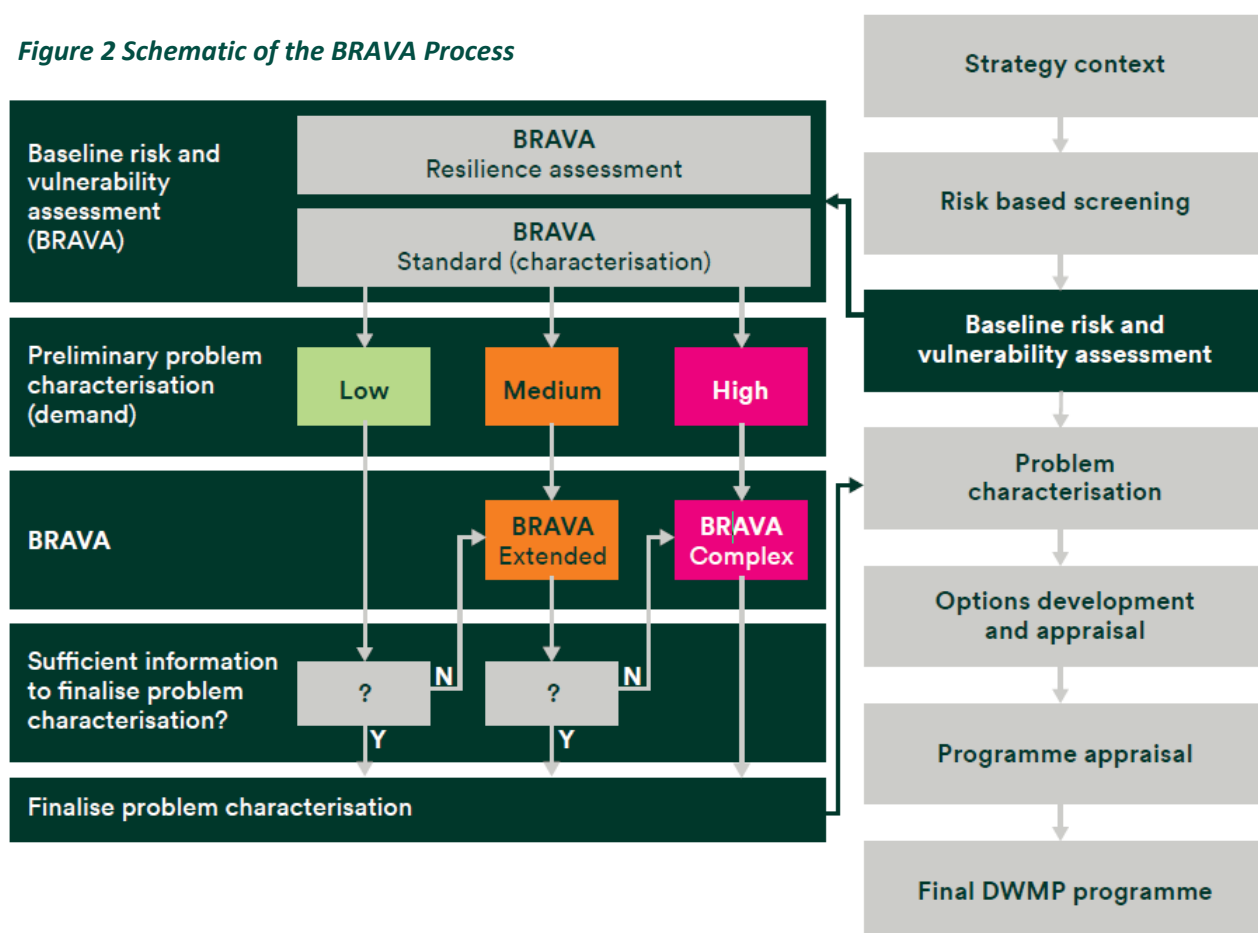 Figure 2 Schematic of the BRAVA Process
Baseline risk and
vulnerability
assessment
(BRAVA)
BRAVA
Resilience assessment
BRAVA
Standard (characterisation)
Preliminary problem
characterisation
(demand)
Low
Medium
High
BRAVA
BRAVA
Extended
BRAVA
Complex
Sufficient information
to finalise problem
characterisation?
?
N
Y
?
N
Y
Finalise problem characterisation
Strategy context
Risk based screening
Baseline risk and
vulnerability assessment
Problem
characterisation
Options development
and appraisal
Programme appraisal
Final DWMP programme